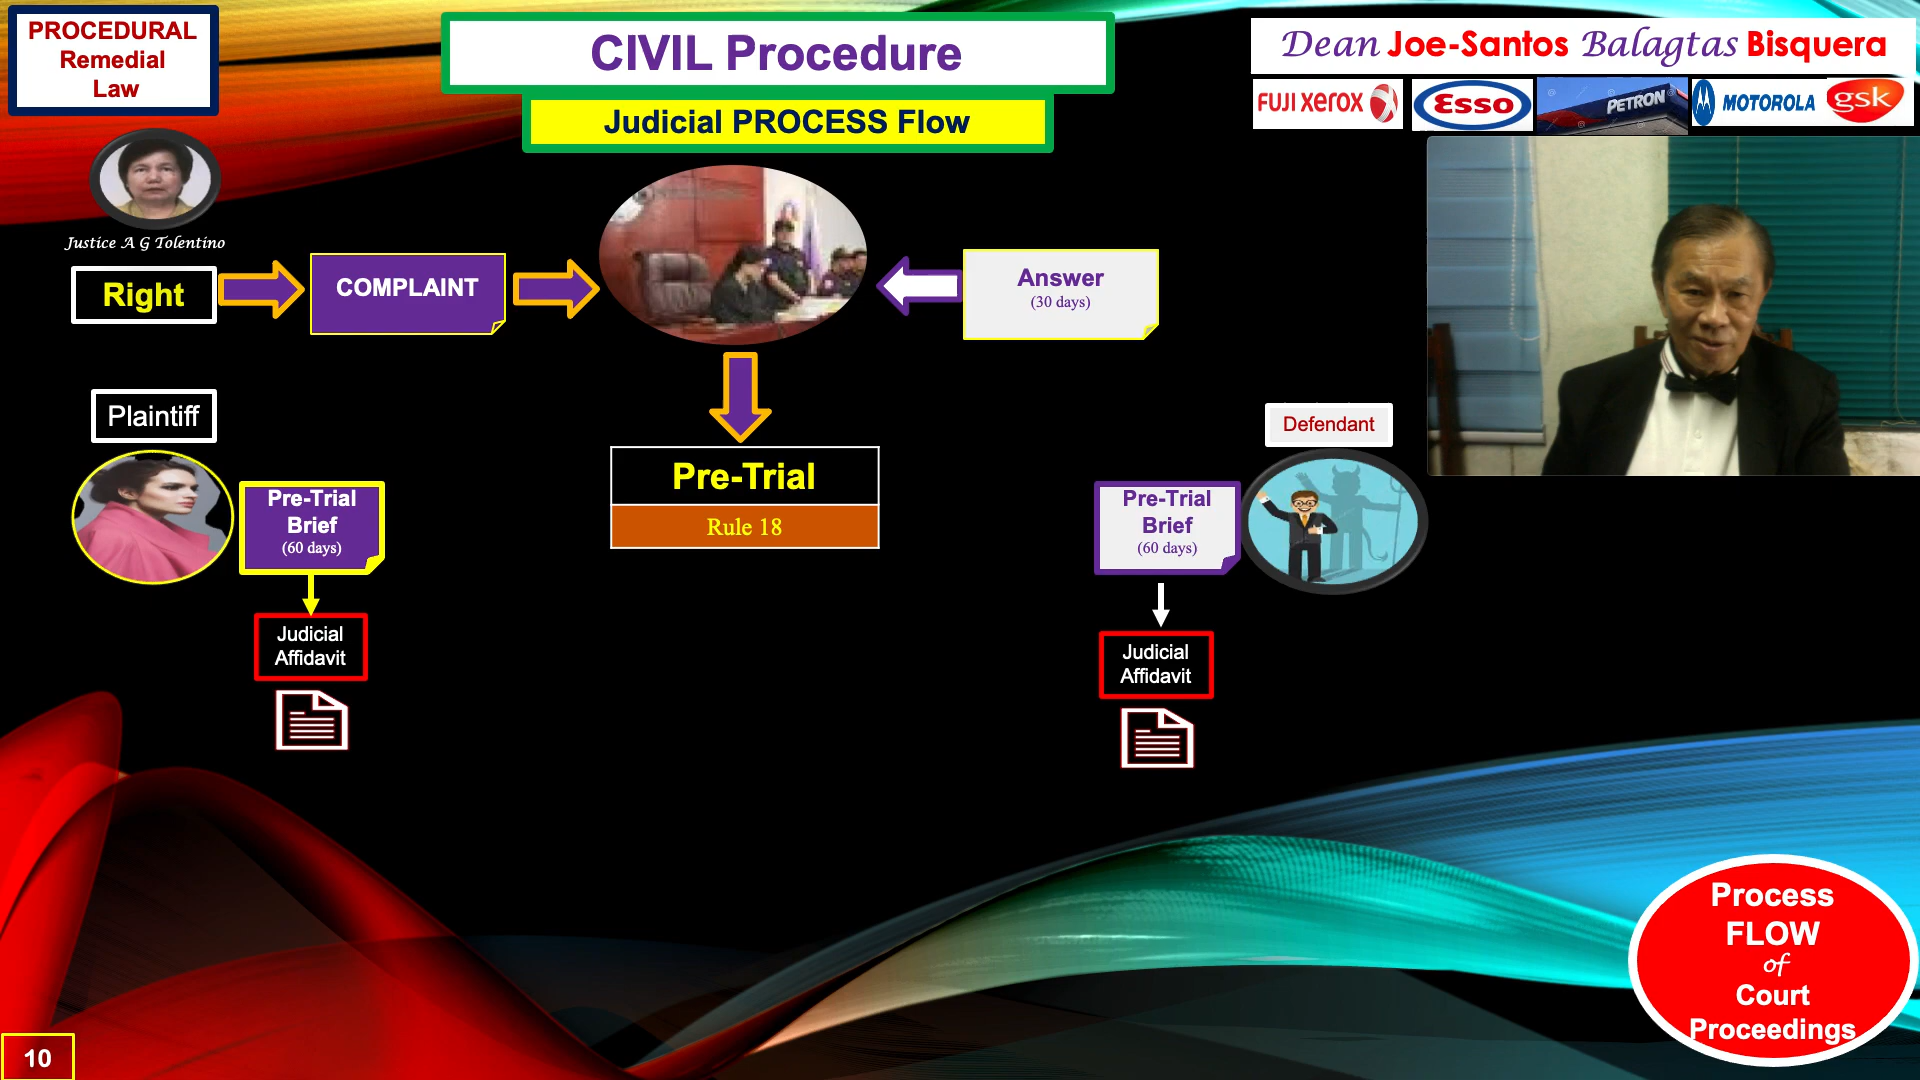 PROCEDURAL
Remedial
Law
CIVIL Procedure
Judicial PROCESS Flow
Dean Joe-Santos Balagtas Bisquera
FUJI XEROX
Esso
PETRON
MOTOROLA
gsk
Justice A G Tolentino
Right
COMPLAINT
Answer
(30 days)
Plaintiff
Defendant
Pre-Trial
Brief
(60 days)
Pre-Trial
Rule 18
Pre-Trial
Brief
(60 days)
Judicial
Affidavit
Judicial
Affidavit
Process
FLOW
of
Court
Proceedings
10